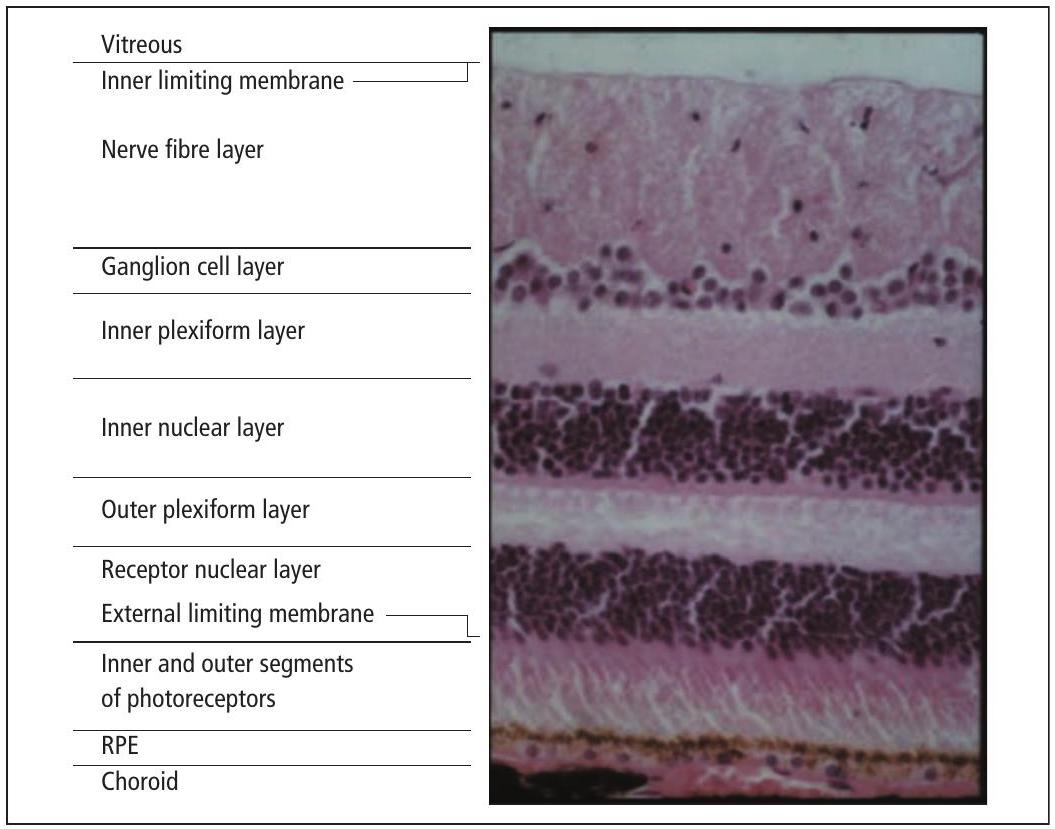 Vitreous
Inner limiting membrane
Nerve fibre layer
Ganglion cell layer
Inner plexiform layer
Inner nuclear layer
Outer plexiform layer
Receptor nuclear layer
External limiting membrane
Inner and outer segments
of photoreceptors
RPE
Choroid